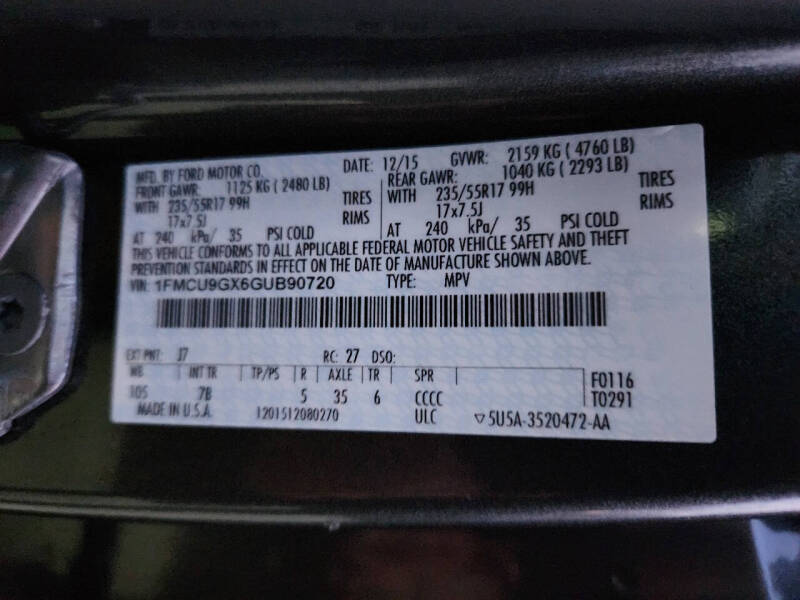 MFD. BY FORD MOTOR CO. DATE: 12/15 GVWR: 2159 KG ( 4760 LB)
FRONT GAWR: 1125 KG ( 2480 LB) REAR GAWR: 1040 KG ( 2293 LB)
WITH 235/55R17 99H TIRES WITH 235/55R17 99H TIRES
17x7.5J RIMS 17x7.5J RIMS
AT 240 kPa/ 35 PSI COLD AT 240 kPa/ 35 PSI COLD
THIS VEHICLE CONFORMS TO ALL APPLICABLE FEDERAL MOTOR VEHICLE SAFETY AND THEFT
PREVENTION STANDARDS IN EFFECT ON THE DATE OF MANUFACTURE SHOWN ABOVE.
VIN: 1FMCU9GX6GUB90720 TYPE: MPV
EXT PNT: J7 RC: 27 DSO:
WB INT TR TP/PS R AXLE TR SPR F0116
105 7B 5 35 6 CCCC T0291
MADE IN U.S.A. 1201512080270 ULC ▽5U5A-3520472-AA